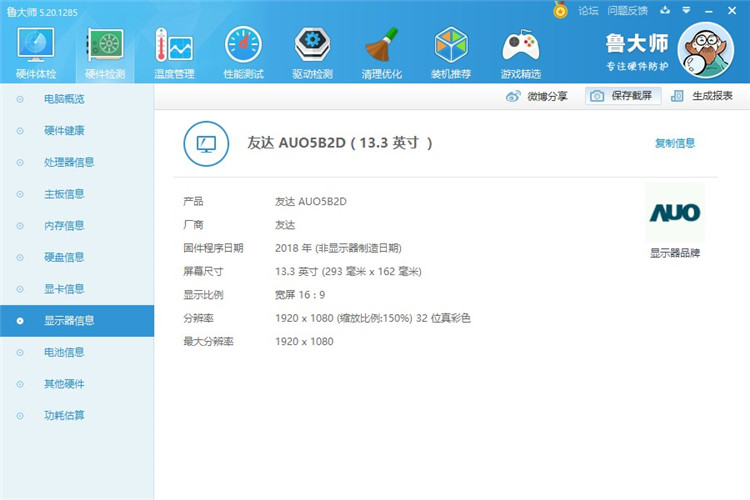 鲁大师 5.20.1285
论坛 问题反馈
硬件体检 硬件检测 温度管理 性能测试 驱动检测 清理优化 装机推荐 游戏精选
鲁大师
专注硬件防护
微博分享 保存截屏 生成报表
电脑概览
硬件健康
处理器信息
主板信息
内存信息
硬盘信息
显卡信息
显示器信息
电池信息
其他硬件
功耗估算
友达 AUO5B2D ( 13.3 英寸 )
复制信息
产品 友达 AUO5B2D
厂商 友达
固件程序日期 2018 年 (非显示器制造日期)
屏幕尺寸 13.3 英寸 (293 毫米 x 162 毫米)
显示比例 宽屏 16 : 9
分辨率 1920 x 1080 (缩放比例:150%) 32 位真彩色
最大分辨率 1920 x 1080
AUO
显示器品牌